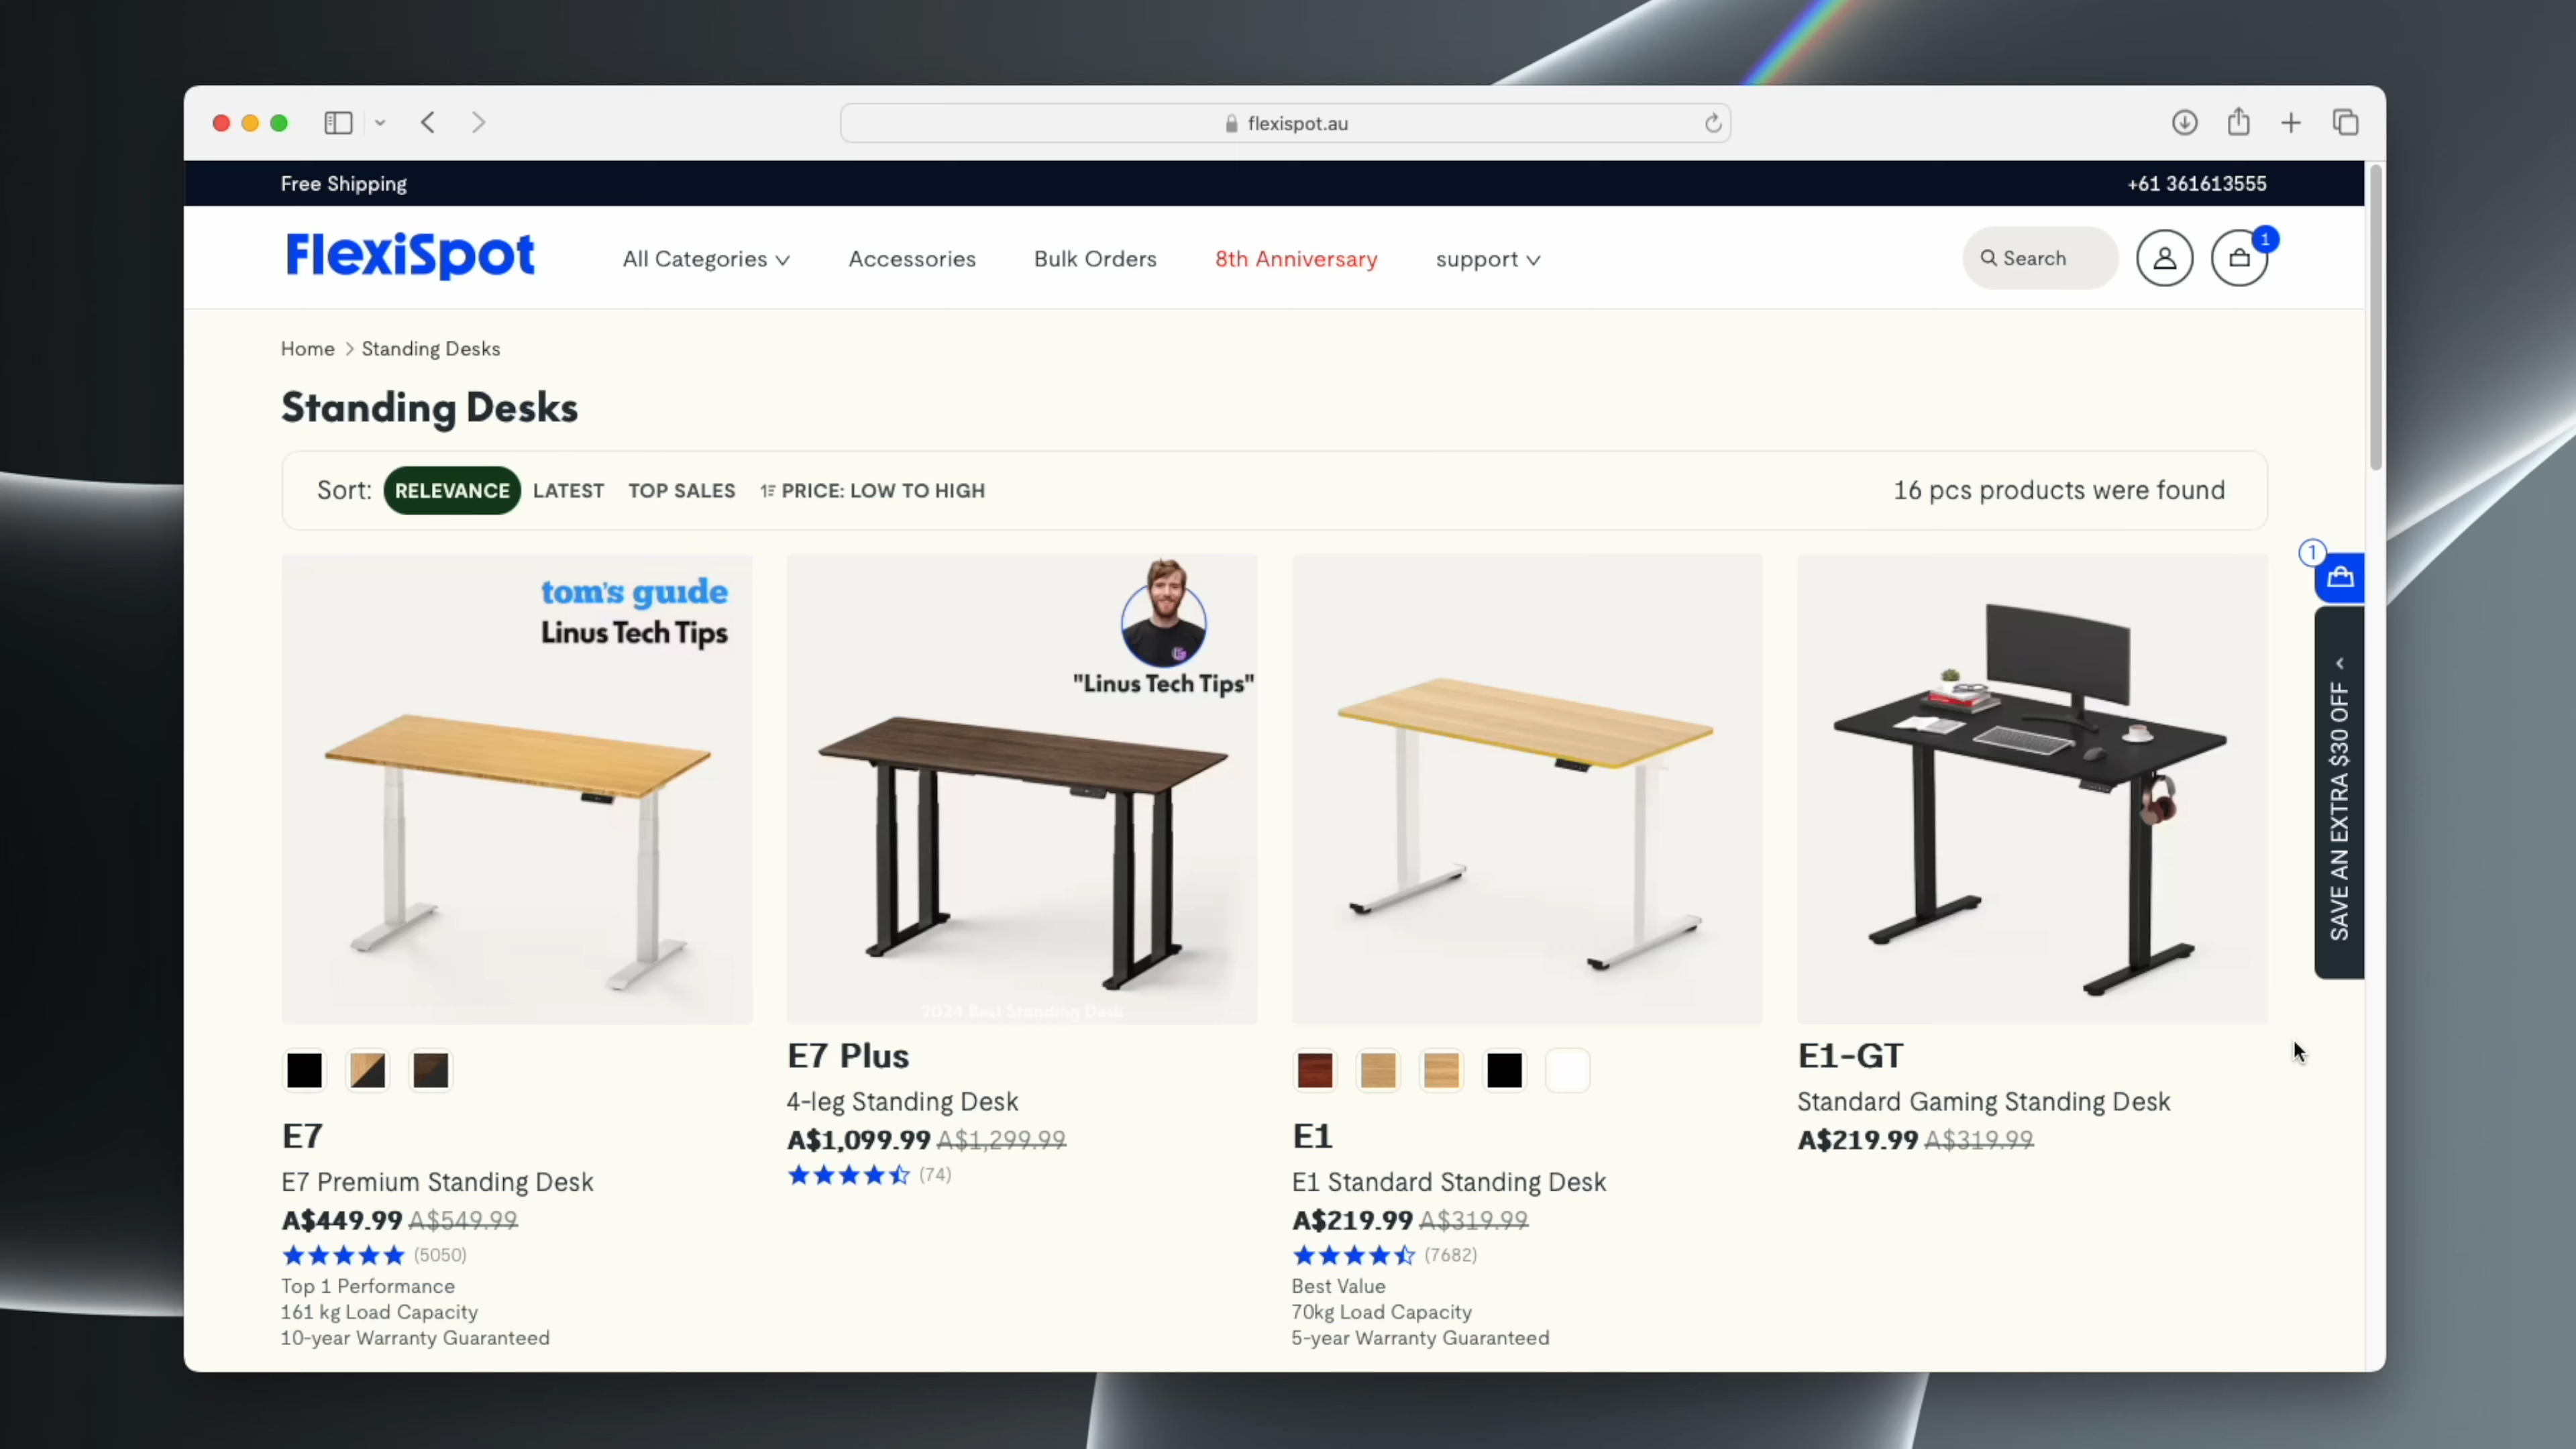 flexispot.au
Free Shipping
+61 361613555
FlexiSpot
All Categories
Accessories
Bulk Orders
8th Anniversary
support
Search
1
Home > Standing Desks
Standing Desks
Sort: RELEVANCE LATEST TOP SALES PRICE: LOW TO HIGH
16 pcs products were found
tom's guide
Linus Tech Tips
"Linus Tech Tips"
2024 Best Standing Desk
1
SAVE AN EXTRA $30 OFF
E7
E7 Premium Standing Desk
A$449.99 A$549.99
(5050)
Top 1 Performance
161 kg Load Capacity
10-year Warranty Guaranteed
E7 Plus
4-leg Standing Desk
A$1,099.99 A$1,299.99
(74)
E1
E1 Standard Standing Desk
A$219.99 A$319.99
(7682)
Best Value
70kg Load Capacity
5-year Warranty Guaranteed
E1-GT
Standard Gaming Standing Desk
A$219.99 A$319.99